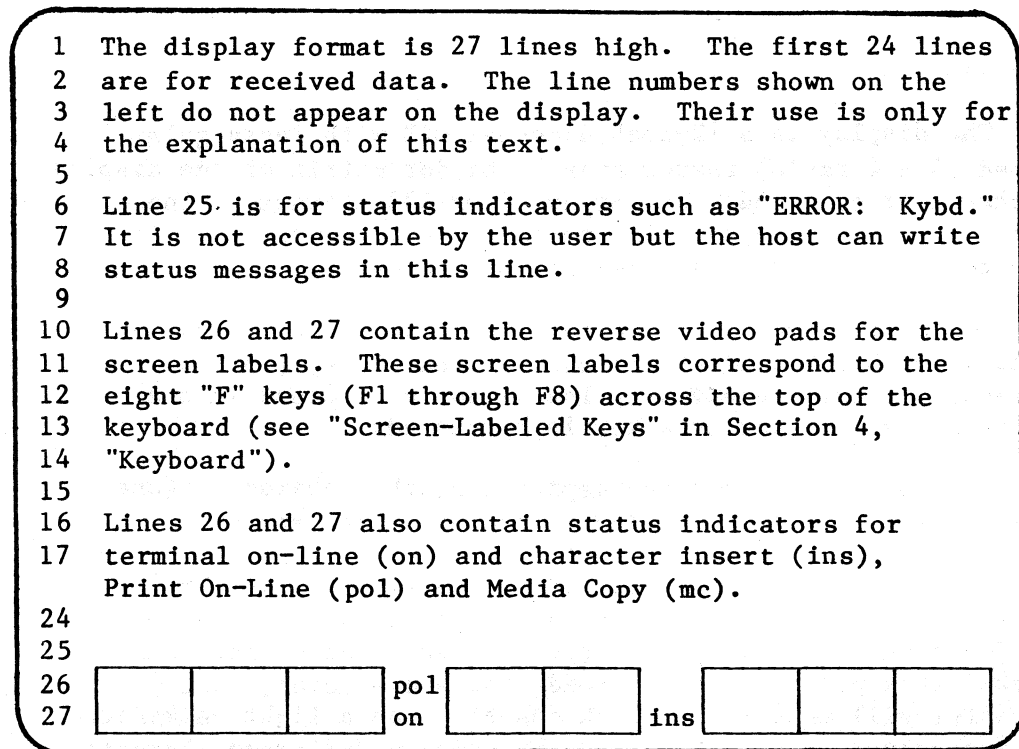 1 The display format is 27 lines high. The first 24 lines
2 are for received data. The line numbers shown on the
3 left do not appear on the display. Their use is only for
4 the explanation of this text.
5
6 Line 25 is for status indicators such as "ERROR: Kybd."
7 It is not accessible by the user but the host can write
8 status messages in this line.
9
10 Lines 26 and 27 contain the reverse video pads for the
11 screen labels. These screen labels correspond to the
12 eight "F" keys (F1 through F8) across the top of the
13 keyboard (see "Screen-Labeled Keys" in Section 4,
14 "Keyboard").
15
16 Lines 26 and 27 also contain status indicators for
17 terminal on-line (on) and character insert (ins),
Print On-Line (pol) and Media Copy (mc).
24
25
26 pol
27 on ins